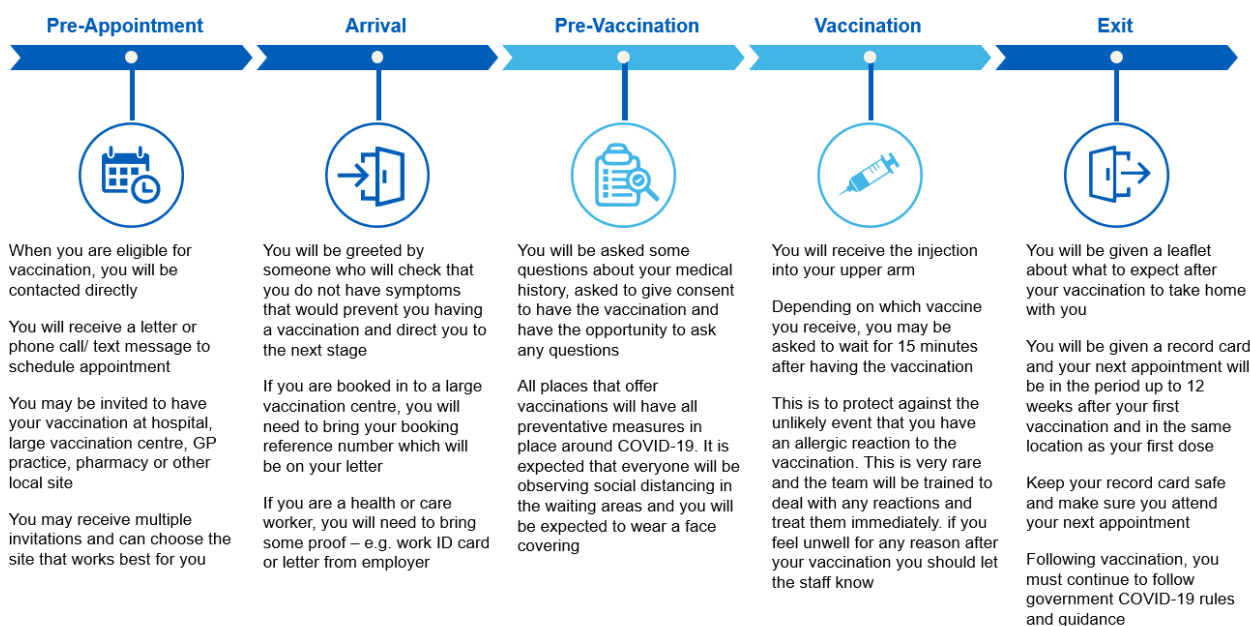 Pre-Appointment
Arrival
Pre-Vaccination
Vaccination
Exit
When you are eligible for
vaccination, you will be
contacted directly
You will receive a letter or
phone call/ text message to
schedule appointment
You may be invited to have
your vaccination at hospital,
large vaccination centre, GP
practice, pharmacy or other
local site
You may receive multiple
invitations and can choose the
site that works best for you
You will be greeted by
someone who will check that
you do not have symptoms
that would prevent you having
a vaccination and direct you to
the next stage
If you are booked in to a large
vaccination centre, you will
need to bring your booking
reference number which will
be on your letter
If you are a health or care
worker, you will need to bring
some proof – e.g. work ID card
or letter from employer
You will be asked some
questions about your medical
history, asked to give consent
to have the vaccination and
have the opportunity to ask
any questions
All places that offer
vaccinations will have all
preventative measures in
place around COVID-19. It is
expected that everyone will be
observing social distancing in
the waiting areas and you will
be expected to wear a face
covering
You will receive the injection
into your upper arm
Depending on which vaccine
you receive, you may be
asked to wait for 15 minutes
after having the vaccination
This is to protect against the
unlikely event that you have
an allergic reaction to the
vaccination. This is very rare
and the team will be trained to
deal with any reactions and
treat them immediately. if you
feel unwell for any reason after
your vaccination you should let
the staff know
You will be given a leaflet
about what to expect after
your vaccination to take home
with you
You will be given a record card
and your next appointment will
be in the period up to 12
weeks after your first
vaccination and in the same
location as your first dose
Keep your record card safe
and make sure you attend
your next appointment
Following vaccination, you
must continue to follow
government COVID-19 rules
and guidance